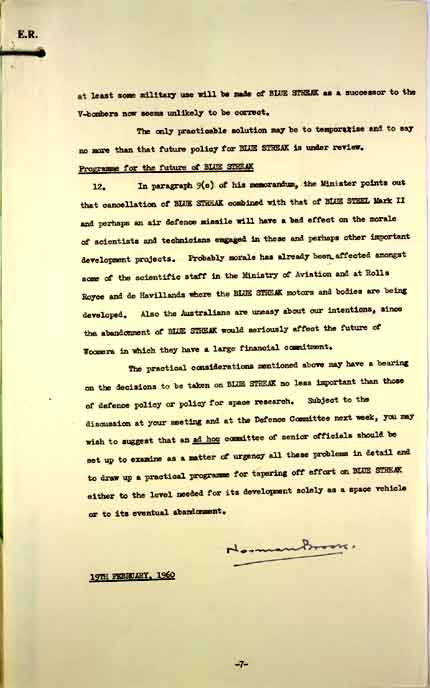 E.R.
at least some military use will be made of BLUE STREAK as a successor to the
V-bombers now seems unlikely to be correct.
The only practicable solution may be to temporize and to say
no more than that future policy for BLUE STREAK is under review.
Programme for the future of BLUE STREAK
12. In paragraph 9(c) of his memorandum, the Minister points out
that cancellation of BLUE STREAK combined with that of BLUE STEEL Mark II
and perhaps an air defence missile will have a bad effect on the morale
of scientists and technicians engaged in these and perhaps other important
development projects. Probably morale has already been affected amongst
some of the scientific staff in the Ministry of Aviation and at Rolls
Royce and de Havillands where the BLUE STREAK motors and bodies are being
developed. Also the Australians are uneasy about our intentions, since
the abandonment of BLUE STREAK would seriously affect the future of
Woomera in which they have a large financial commitment.
The practical considerations mentioned above may have a bearing
on the decisions to be taken on BLUE STREAK no less important than those
of defence policy or policy for space research. Subject to the
discussion at your meeting and at the Defence Committee next week, you may
wish to suggest that an ad hoc committee of senior officials should be
set up to examine as a matter of urgency all these problems in detail and
to draw up a practical programme for tapering off effort on BLUE STREAK
either to the level needed for its development solely as a space vehicle
or to its eventual abandonment.
Norman Brook.
19TH FEBRUARY, 1960
-7-